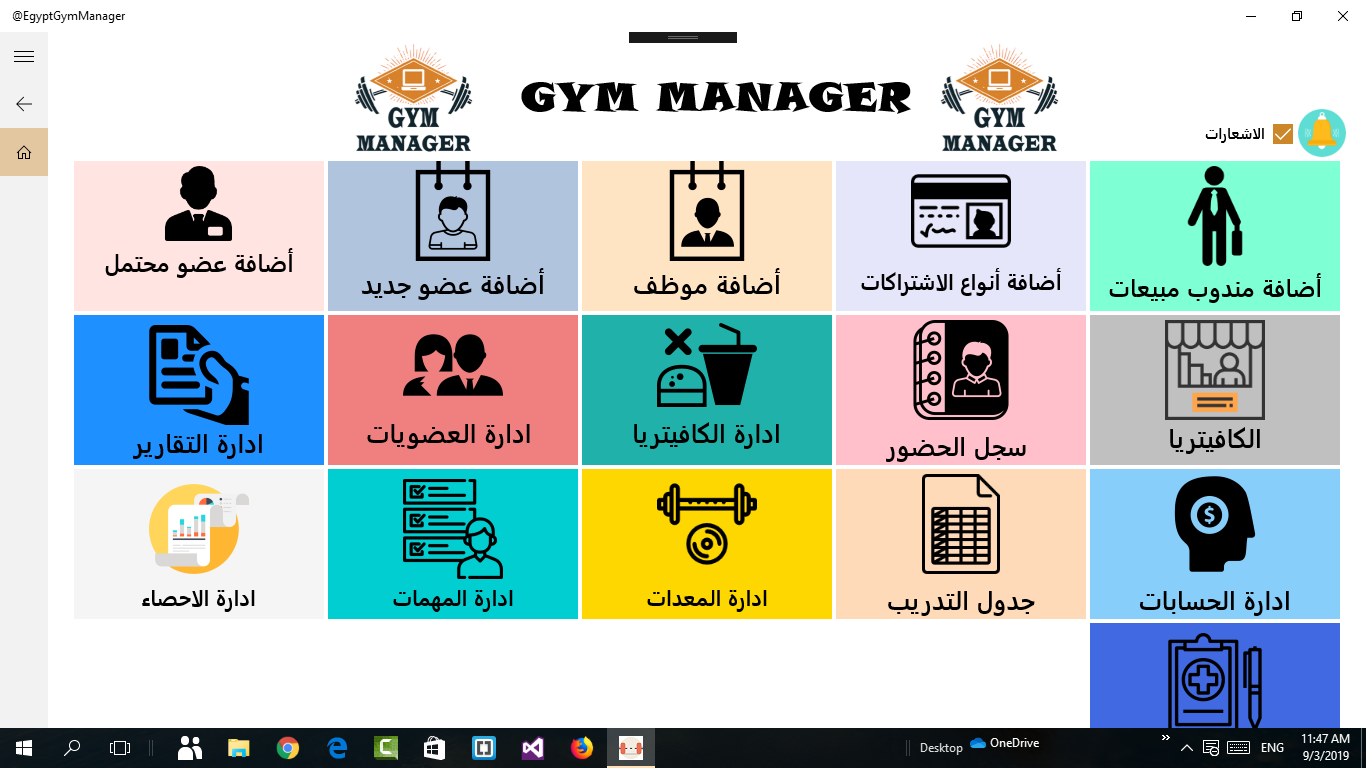 @EgyptGymManager
GYM
MANAGER
GYM MANAGER
GYM
MANAGER
الاشعارات
أضافة مندوب مبيعات
أضافة أنواع الاشتراكات
أضافة موظف
أضافة عضو جديد
أضافة عضو محتمل
الكافيتريا
سجل الحضور
ادارة الكافيتريا
ادارة العضويات
ادارة التقارير
ادارة الحسابات
جدول التدريب
ادارة المعدات
ادارة المهمات
ادارة الاحصاء
Desktop
OneDrive
ENG
11:47 AM
9/3/2019